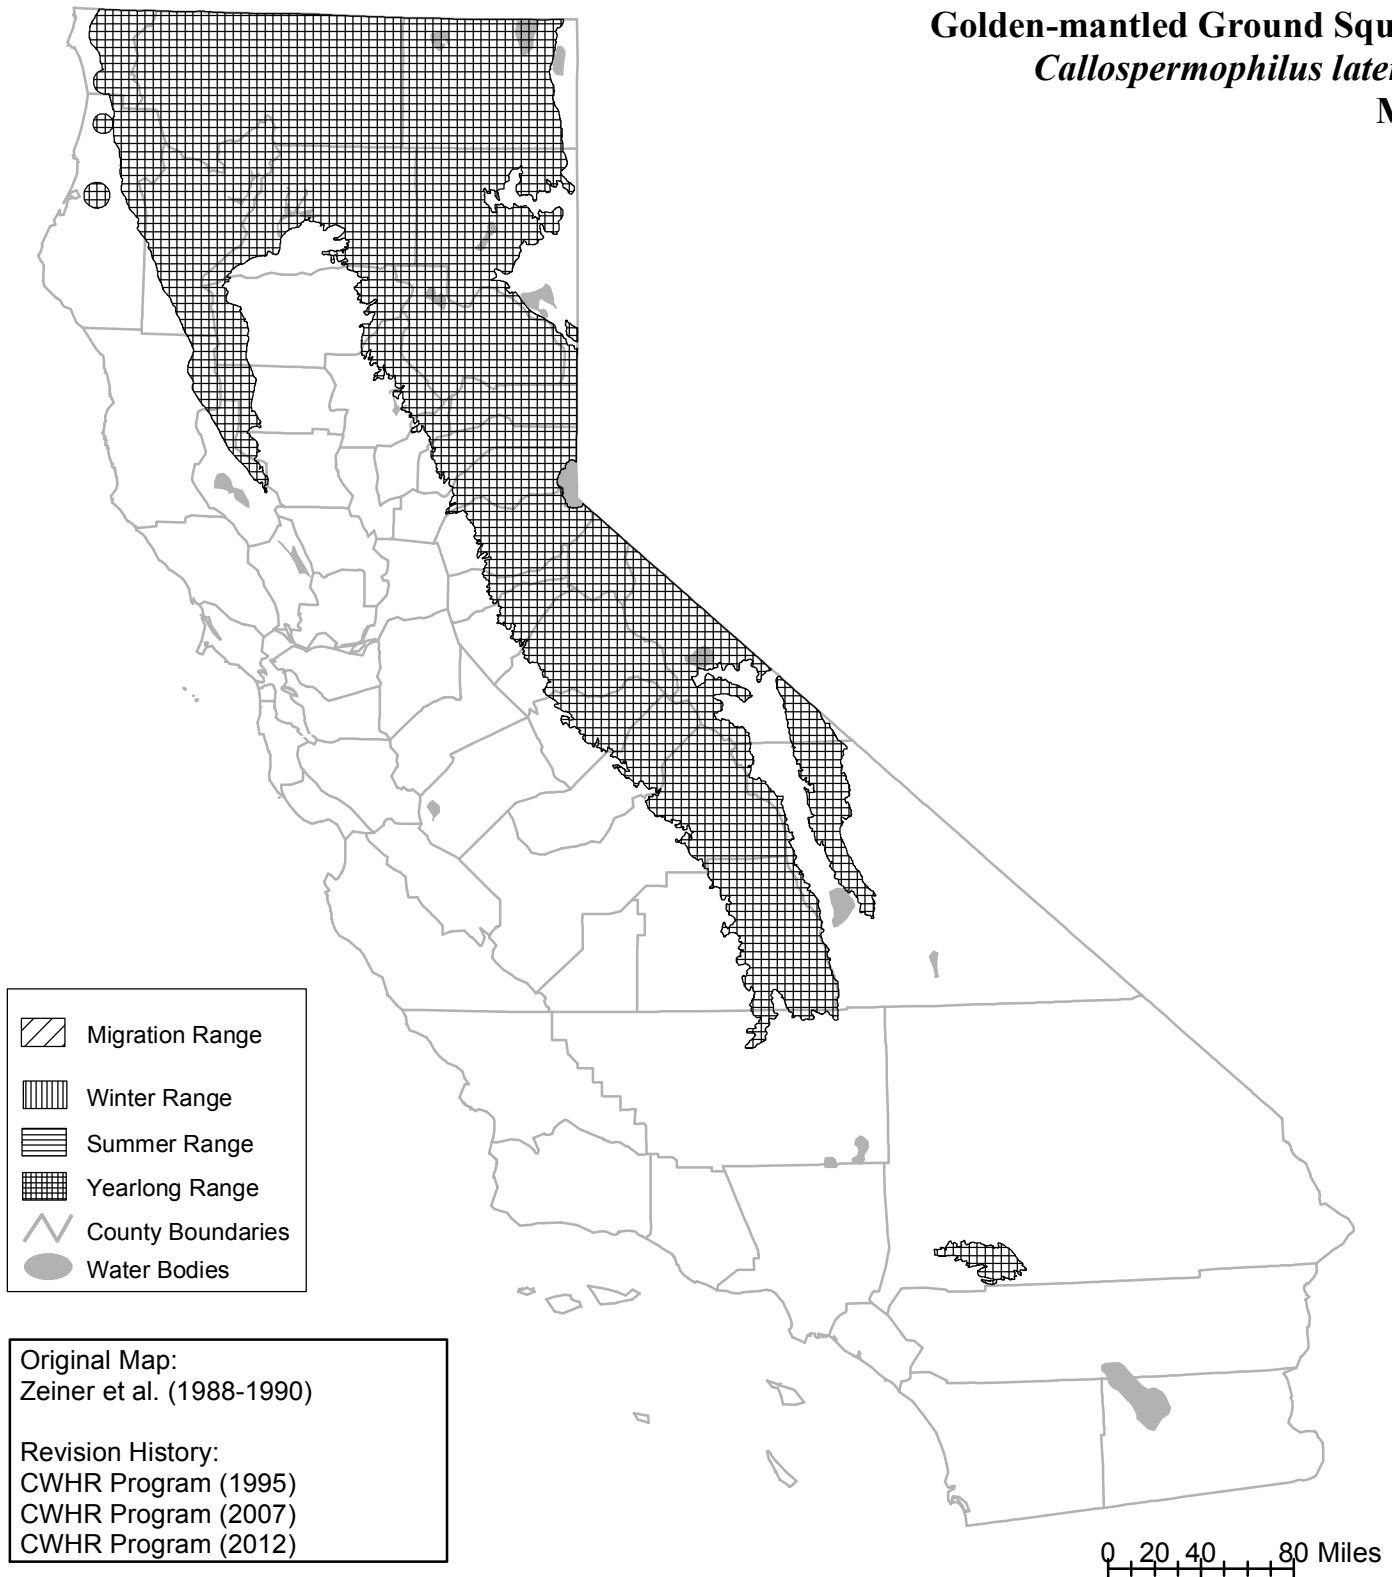 Golden-mantled Ground Squ
Callospermophilus later
M
Migration Range
Winter Range
Summer Range
Yearlong Range
County Boundaries
Water Bodies
Original Map:
Zeiner et al. (1988-1990)
Revision History:
CWHR Program (1995)
CWHR Program (2007)
CWHR Program (2012)
0 20 40 80 Miles